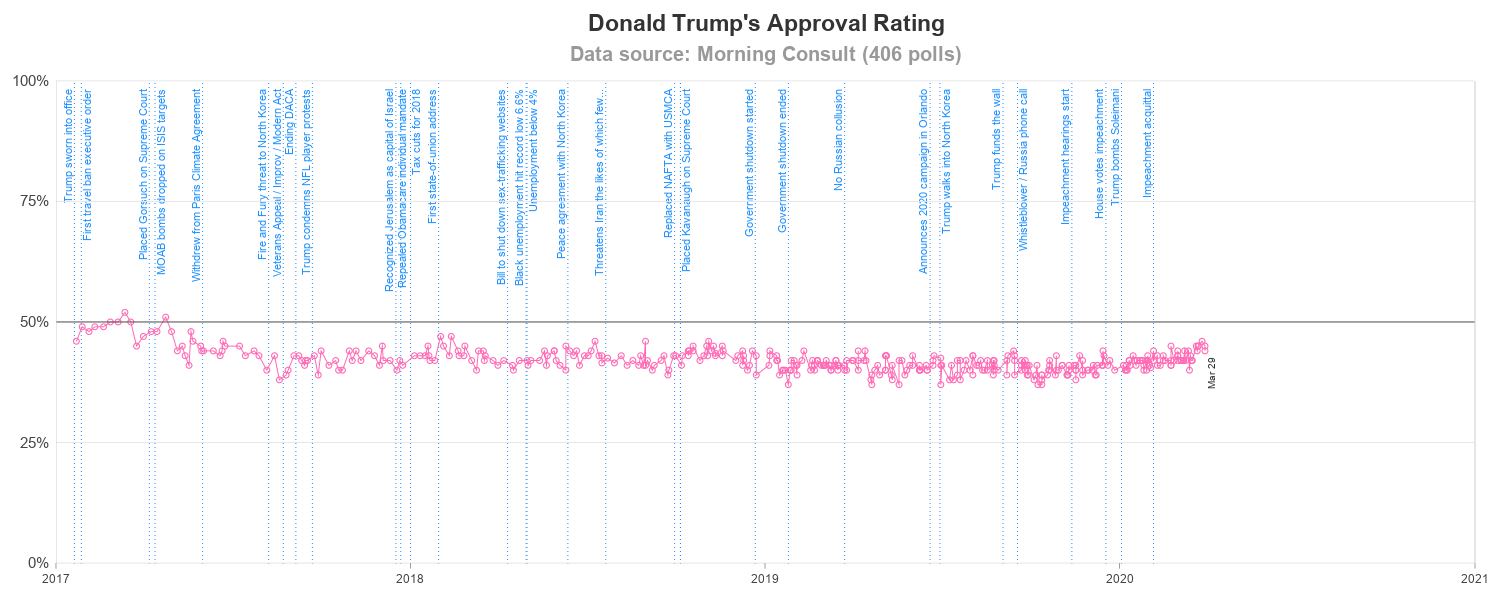 Donald Trump's Approval Rating
Data source: Morning Consult (406 polls)
100%
75%
50%
25%
0%
Trump sworn into office
First travel ban executive order
Placed Gorsuch on Supreme Court
MOAB bombs dropped on ISIS targets
Withdrew from Paris Climate Agreement
Fire and Fury threat to North Korea
Veterans Appeal / Improv / Modern Act
Ending DACA
Trump condemns NFL player protests
Recognized Jerusalem as capital of Israel
Repealed Obamacare individual mandate
Tax cuts for 2018
First state-of-union address
Bill to shut down sex-trafficking websites
Black unemployment hit record low 6.6%
Unemployment below 4%
Peace agreement with North Korea
Threatens Iran the likes of which few...
Replaced NAFTA with USMCA
Placed Kavanaugh on Supreme Court
Government shutdown started
Government shutdown ended
No Russian collusion
Announces 2020 campaign in Orlando
Trump walks into North Korea
Trump funds the wall
Whistleblower / Russia phone call
Impeachment hearings start
House votes impeachment
Trump bombs Soleimani
Impeachment acquittal
Mar 29
2017
2018
2019
2020
2021